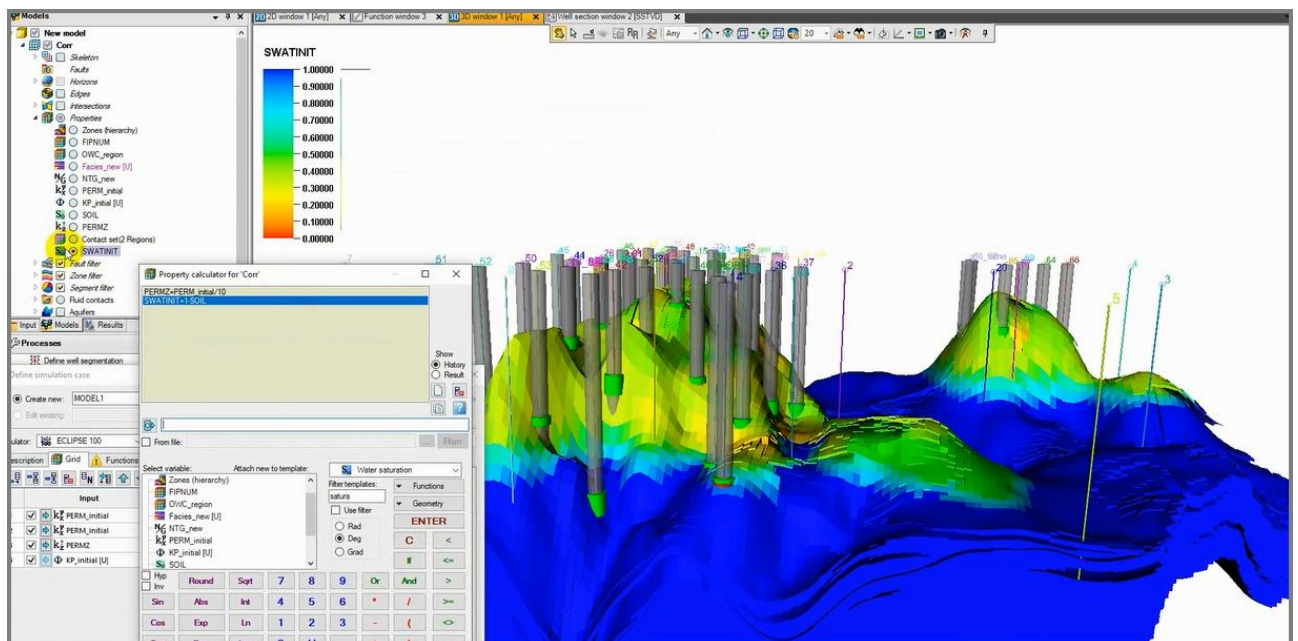 Models
2D window 1 [Any]
Function window 3
3D window 1 [Any]
Well section window 2 [SSTVD]
New model
Corr
Skeleton
Faults
Horizons
Edges
Intersections
Properties
Zones (hierarchy)
FIPNUM
OWC_region
Facies_new [U]
NTG_new
PERM_initial
KP_initial [U]
SOIL
PERMZ
Contact set(2 Regions)
SWATINIT
Fault filter
Zone filter
Segment filter
Fluid contacts
Aquifers
Input Models Results
Processes
Define well segmentation
Define simulation case
Create new: MODEL1
Edit existing:
ulator: ECLIPSE 100
escription Grid Functions
Input
PERM_initial
PERM_initial
PERMZ
KP_initial [U]
Any
20
SWATINIT
1.00000
0.90000
0.80000
0.70000
0.60000
0.50000
0.40000
0.30000
0.20000
0.10000
0.00000
Property calculator for 'Corr'
PERMZ=PERM_initial/10
SWATINIT=1-SOIL
Show
History
Result
From file:
... Run
Select variable:
Attach new to template:
Water saturation
Zones (hierarchy)
FIPNUM
OWC_region
Facies_new [U]
NTG_new
PERM_initial
KP_initial [U]
SOIL
Filter templates:
satura
Use filter
Rad
Deg
Grad
Functions
Geometry
ENTER
C <
If <=
Hyp
Inv
Round Sqrt 7 8 9 Or And >
Sin Abs Int 4 5 6 * / >=
Cos Exp Ln 1 2 3 - ( <>
7
51
52
50
45
44
48
14
36
37
2
20
65
64
66
4
3
5